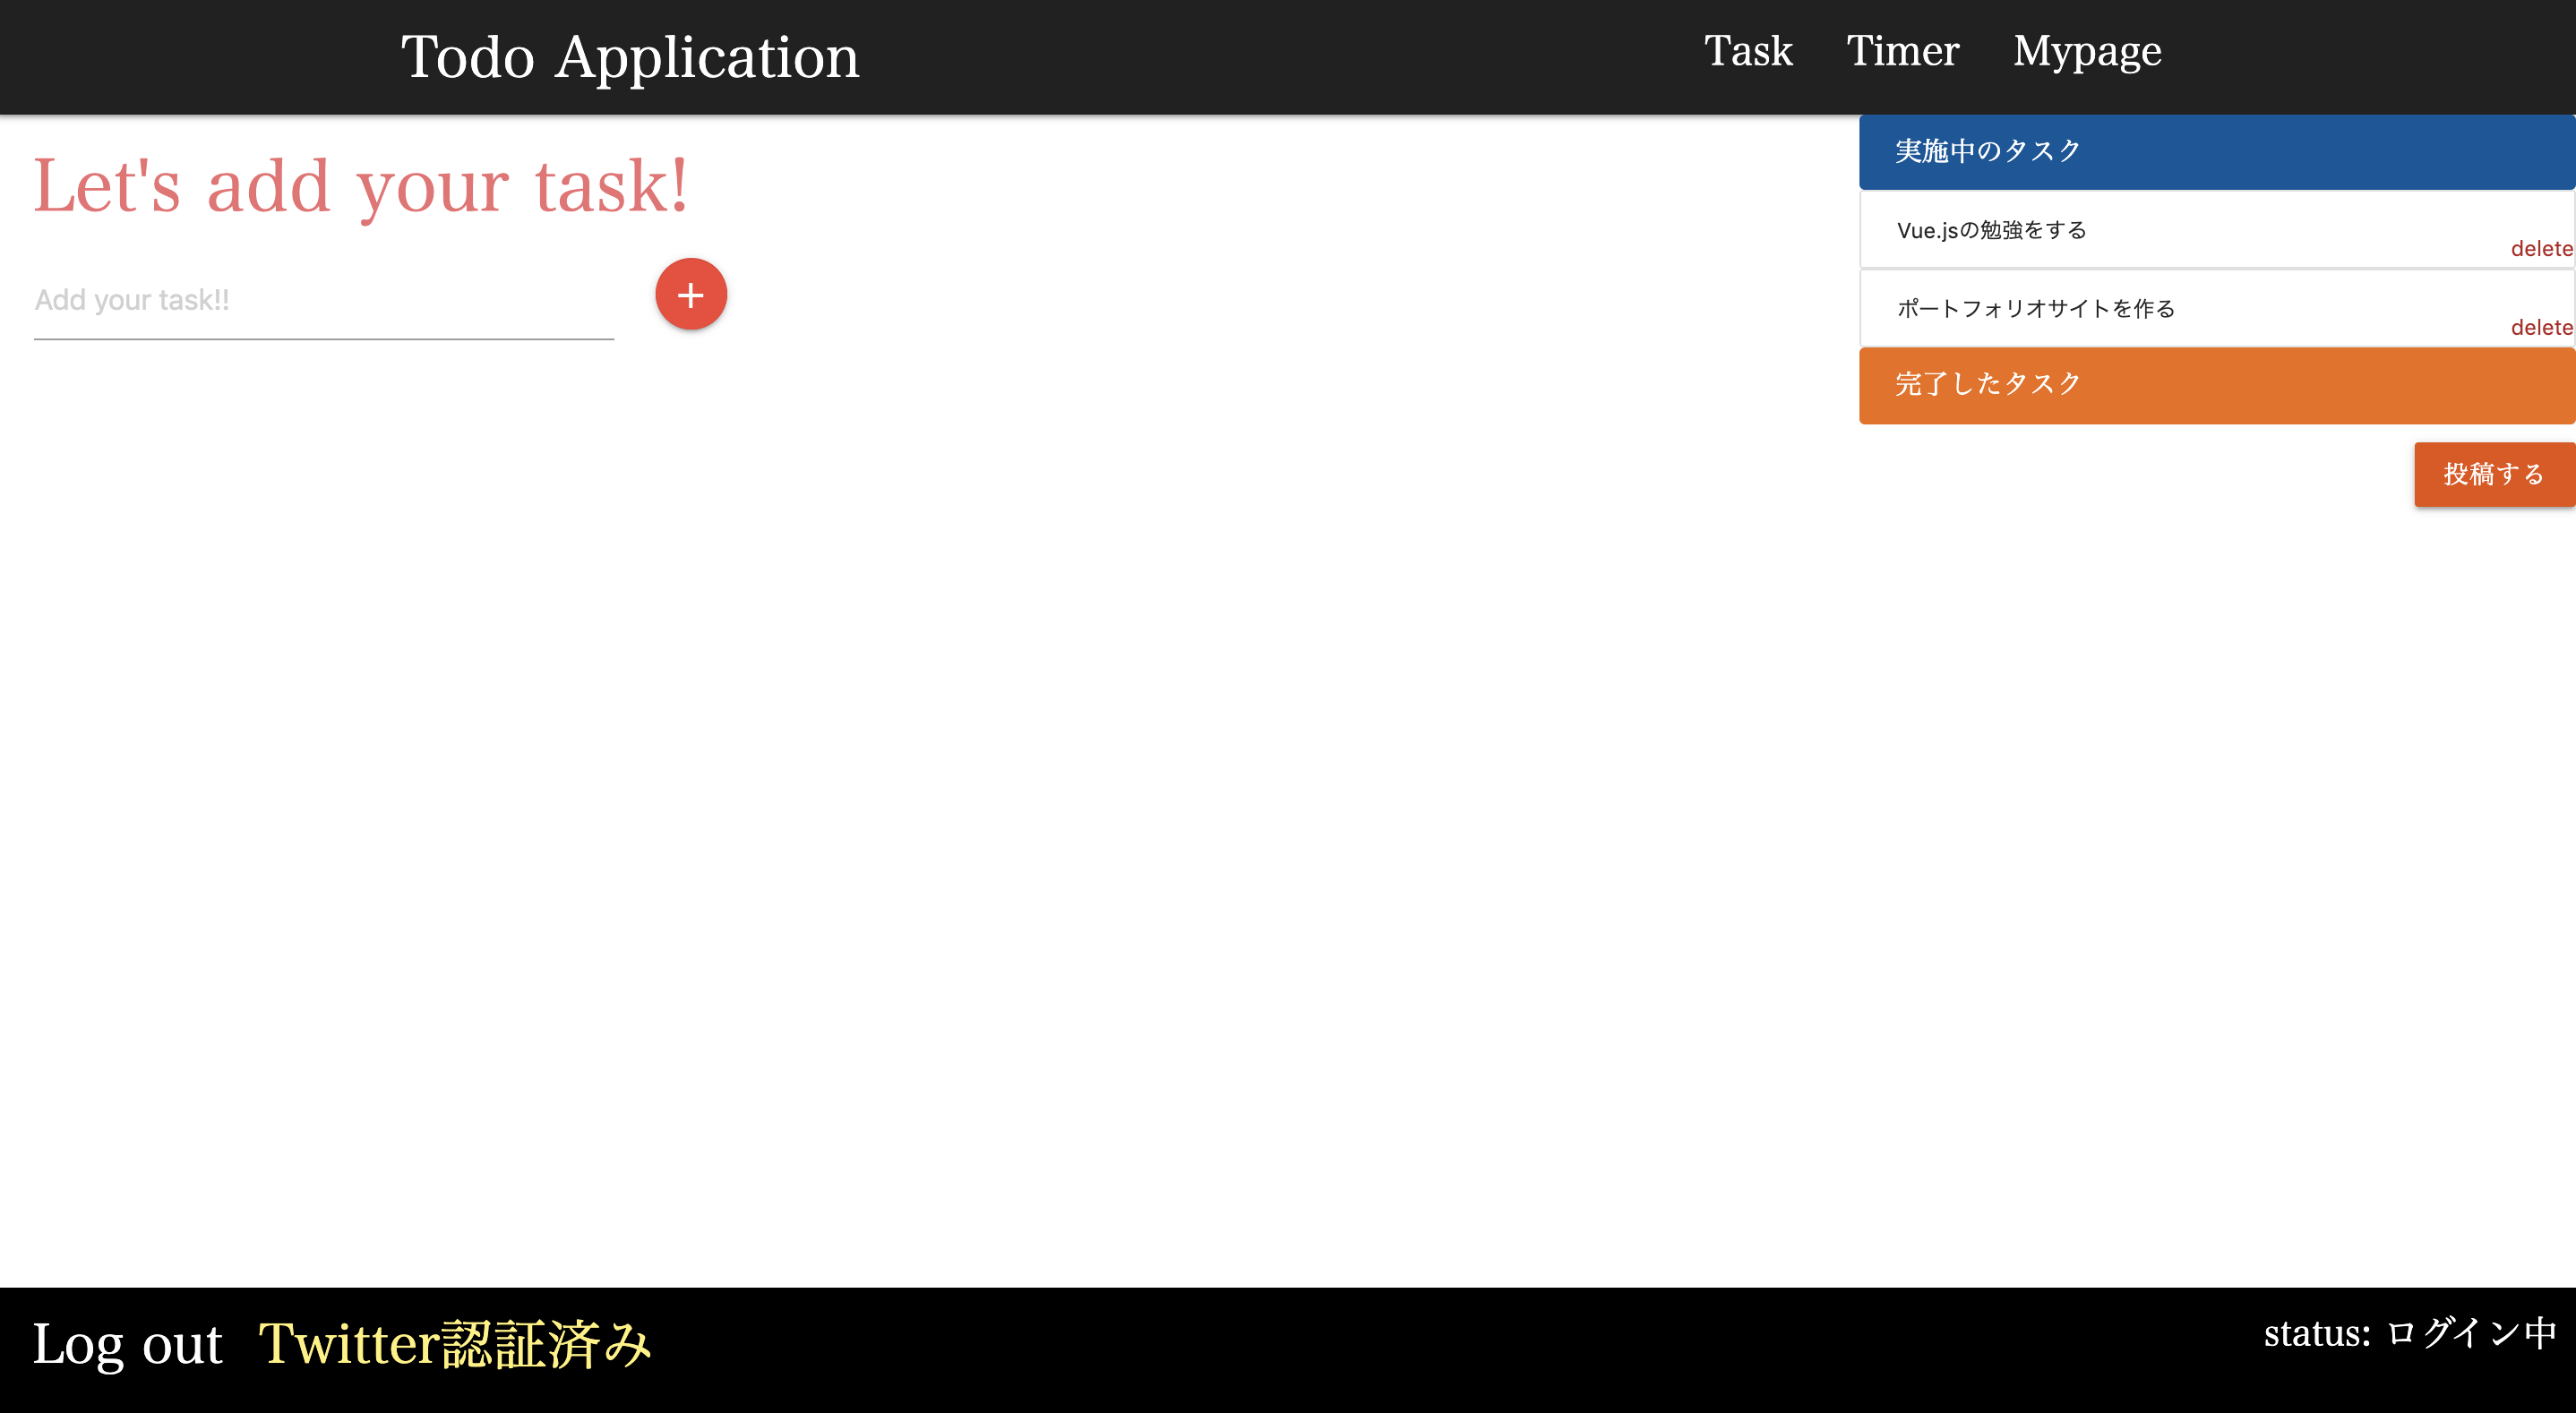 Todo Application
Task Timer Mypage
Let's add your task!
Add your task!!
+
実施中のタスク
Vue.jsの勉強をする
delete
ポートフォリオサイトを作る
delete
完了したタスク
投稿する
Log out Twitter認証済み
status: ログイン中